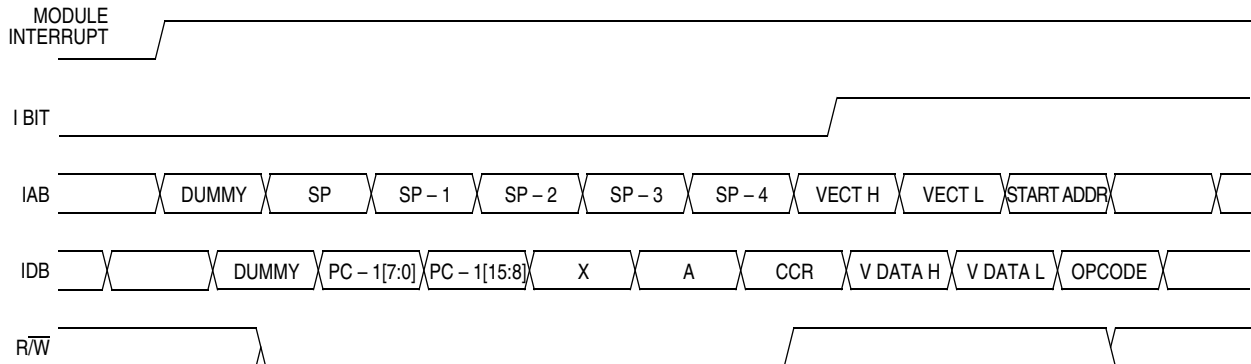 MODULE
INTERRUPT
I BIT
IAB DUMMY SP SP – 1 SP – 2 SP – 3 SP – 4 VECT H VECT L START ADDR
IDB DUMMY PC – 1[7:0] PC – 1[15:8] X A CCR V DATA H V DATA L OPCODE
R/W̅